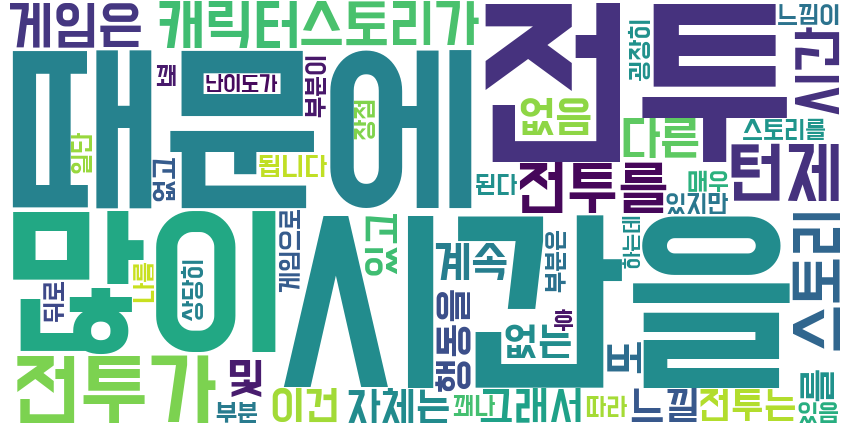 게임은 캐릭터 스토리가 전투 느낌이
때문에 꽤 난이도가 부분이 굉장히 시간
일단 장점 없음 다른 스토리를
없고 됩니다 된다 전투를 매우 턴제
있지만
많이 시간을 게임으로 있고 계속 부분은 하는데 스토리
뒤로 나름 상당히 행동을 없는 후
전투가 및 버 를
부분 이건 자체는 꽤나 그래서 따라 느낄 전투는 있음